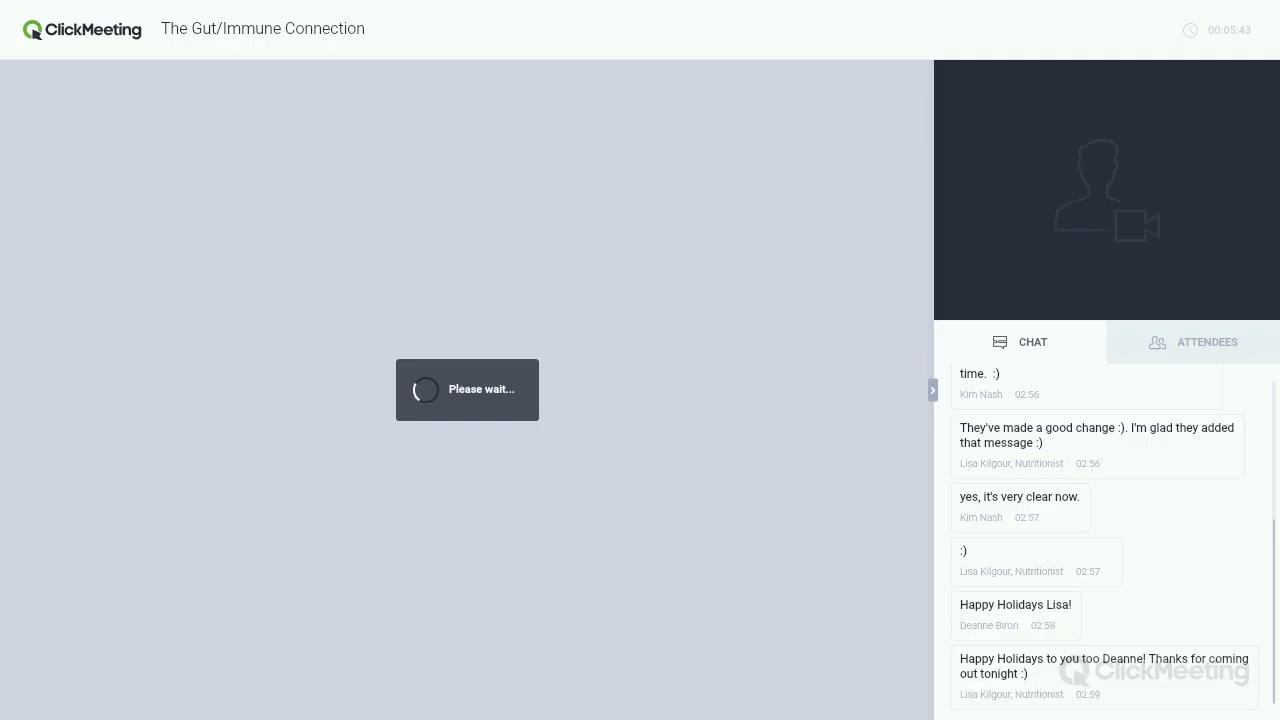 ClickMeeting
The Gut/Immune Connection
00:05:43
Please wait...
CHAT
ATTENDEES
time. :)
Kim Nash 02:56
They've made a good change :). I'm glad they added
that message :)
Lisa Kilgour, Nutritionist 02:56
yes, it's very clear now.
Kim Nash 02:57
:)
Lisa Kilgour, Nutritionist 02:57
Happy Holidays Lisa!
Deanne Biron 02:58
Happy Holidays to you too Deanne! Thanks for coming
out tonight :)
Lisa Kilgour, Nutritionist 02:59
ClickMeeting